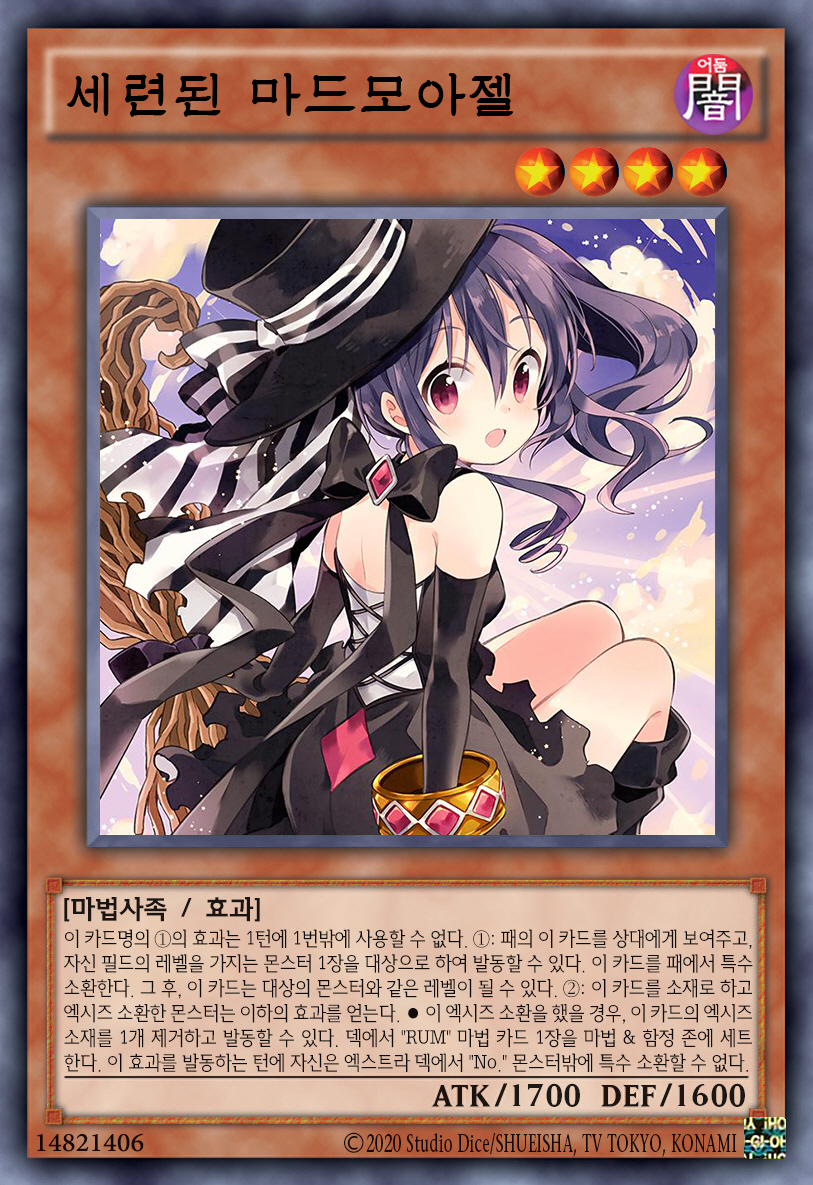 세련된 마드모아젤
어둠
闇
[마법사족 / 효과]
이 카드명의 ①의 효과는 1턴에 1번밖에 사용할 수 없다. ①: 패의 이 카드를 상대에게 보여주고,
자신 필드의 레벨을 가지는 몬스터 1장을 대상으로 하여 발동할 수 있다. 이 카드를 패에서 특수
소환한다. 그 후, 이 카드는 대상의 몬스터와 같은 레벨이 될 수 있다. ②: 이 카드를 소재로 하고
엑시즈 소환한 몬스터는 이하의 효과를 얻는다. ● 이 엑시즈 소환을 했을 경우, 이 카드의 엑시즈
소재를 1개 제거하고 발동할 수 있다. 덱에서 "RUM" 마법 카드 1장을 마법 & 함정 존에 세트
한다. 이 효과를 발동하는 턴에 자신은 엑스트라 덱에서 "No." 몬스터밖에 특수 소환할 수 없다.
ATK/1700 DEF/1600
14821406
©2020 Studio Dice/SHUEISHA, TV TOKYO, KONAMI